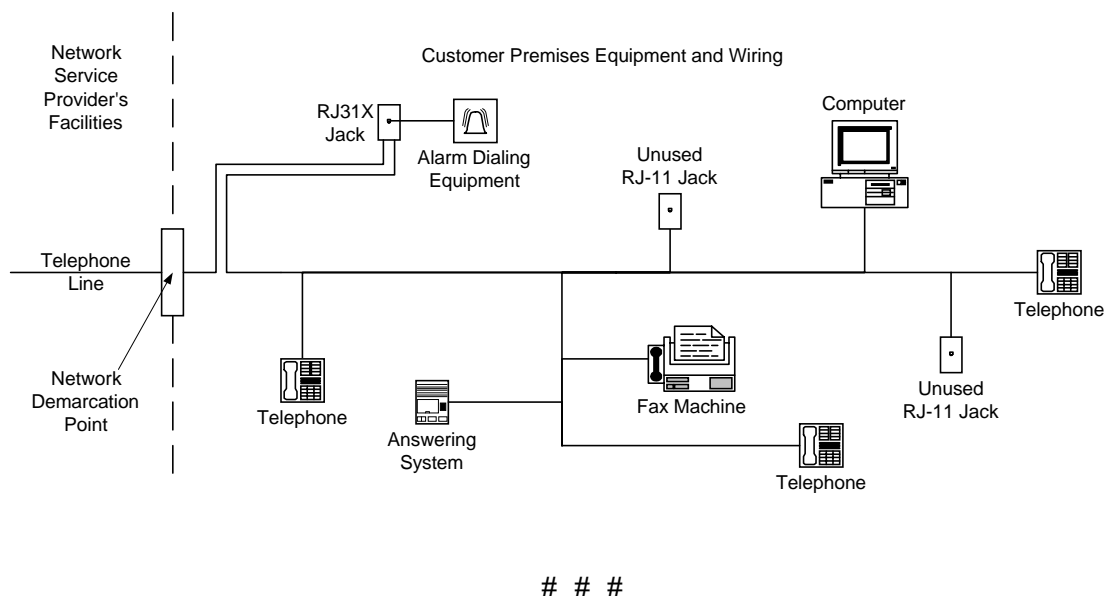 Network
Service
Provider's
Facilities
Customer Premises Equipment and Wiring
RJ31X
Jack
Alarm Dialing
Equipment
Unused
RJ-11 Jack
Computer
Telephone
Line
Telephone
Network
Demarcation
Point
Telephone
Answering
System
Fax Machine
Unused
RJ-11 Jack
Telephone
# # #